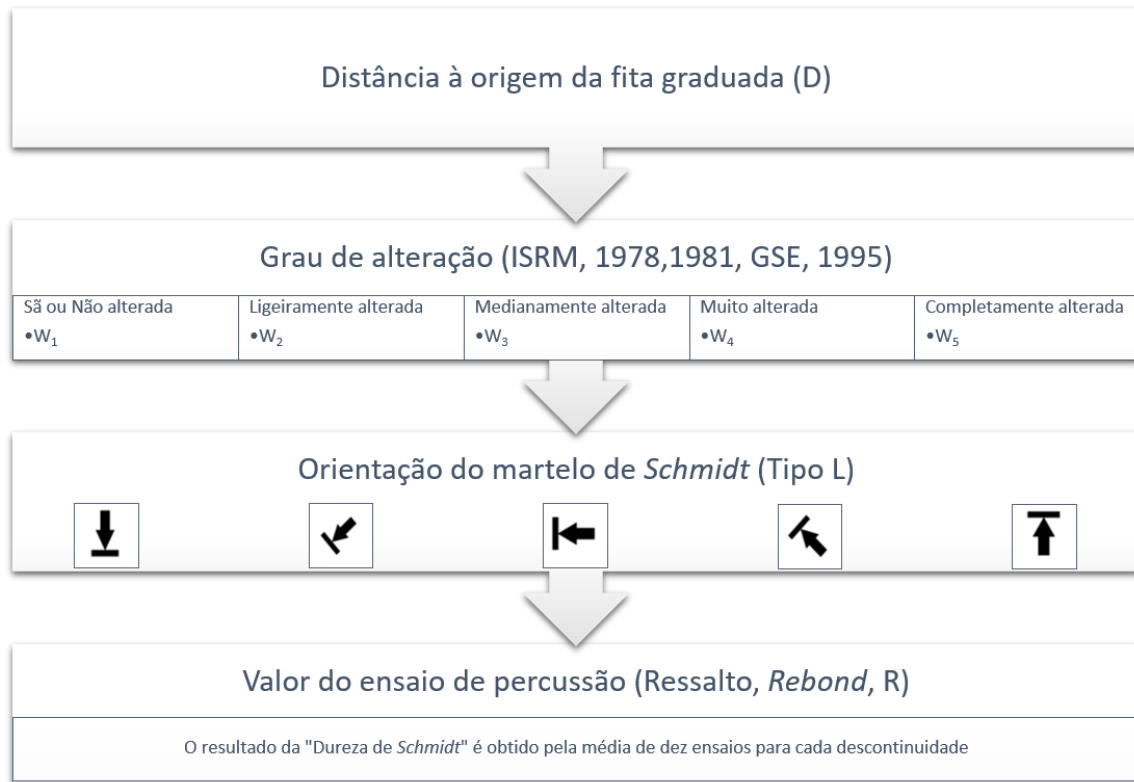 Distância à origem da fita graduada (D)
Grau de alteração (ISRM, 1978,1981, GSE, 1995)
Sã ou Não alterada
•W₁
Ligeiramente alterada
•W₂
Medianamente alterada
•W₃
Muito alterada
•W₄
Completamente alterada
•W₅
Orientação do martelo de Schmidt (Tipo L)
Valor do ensaio de percussão (Ressalto, Rebond, R)
O resultado da "Dureza de Schmidt" é obtido pela média de dez ensaios para cada descontinuidade